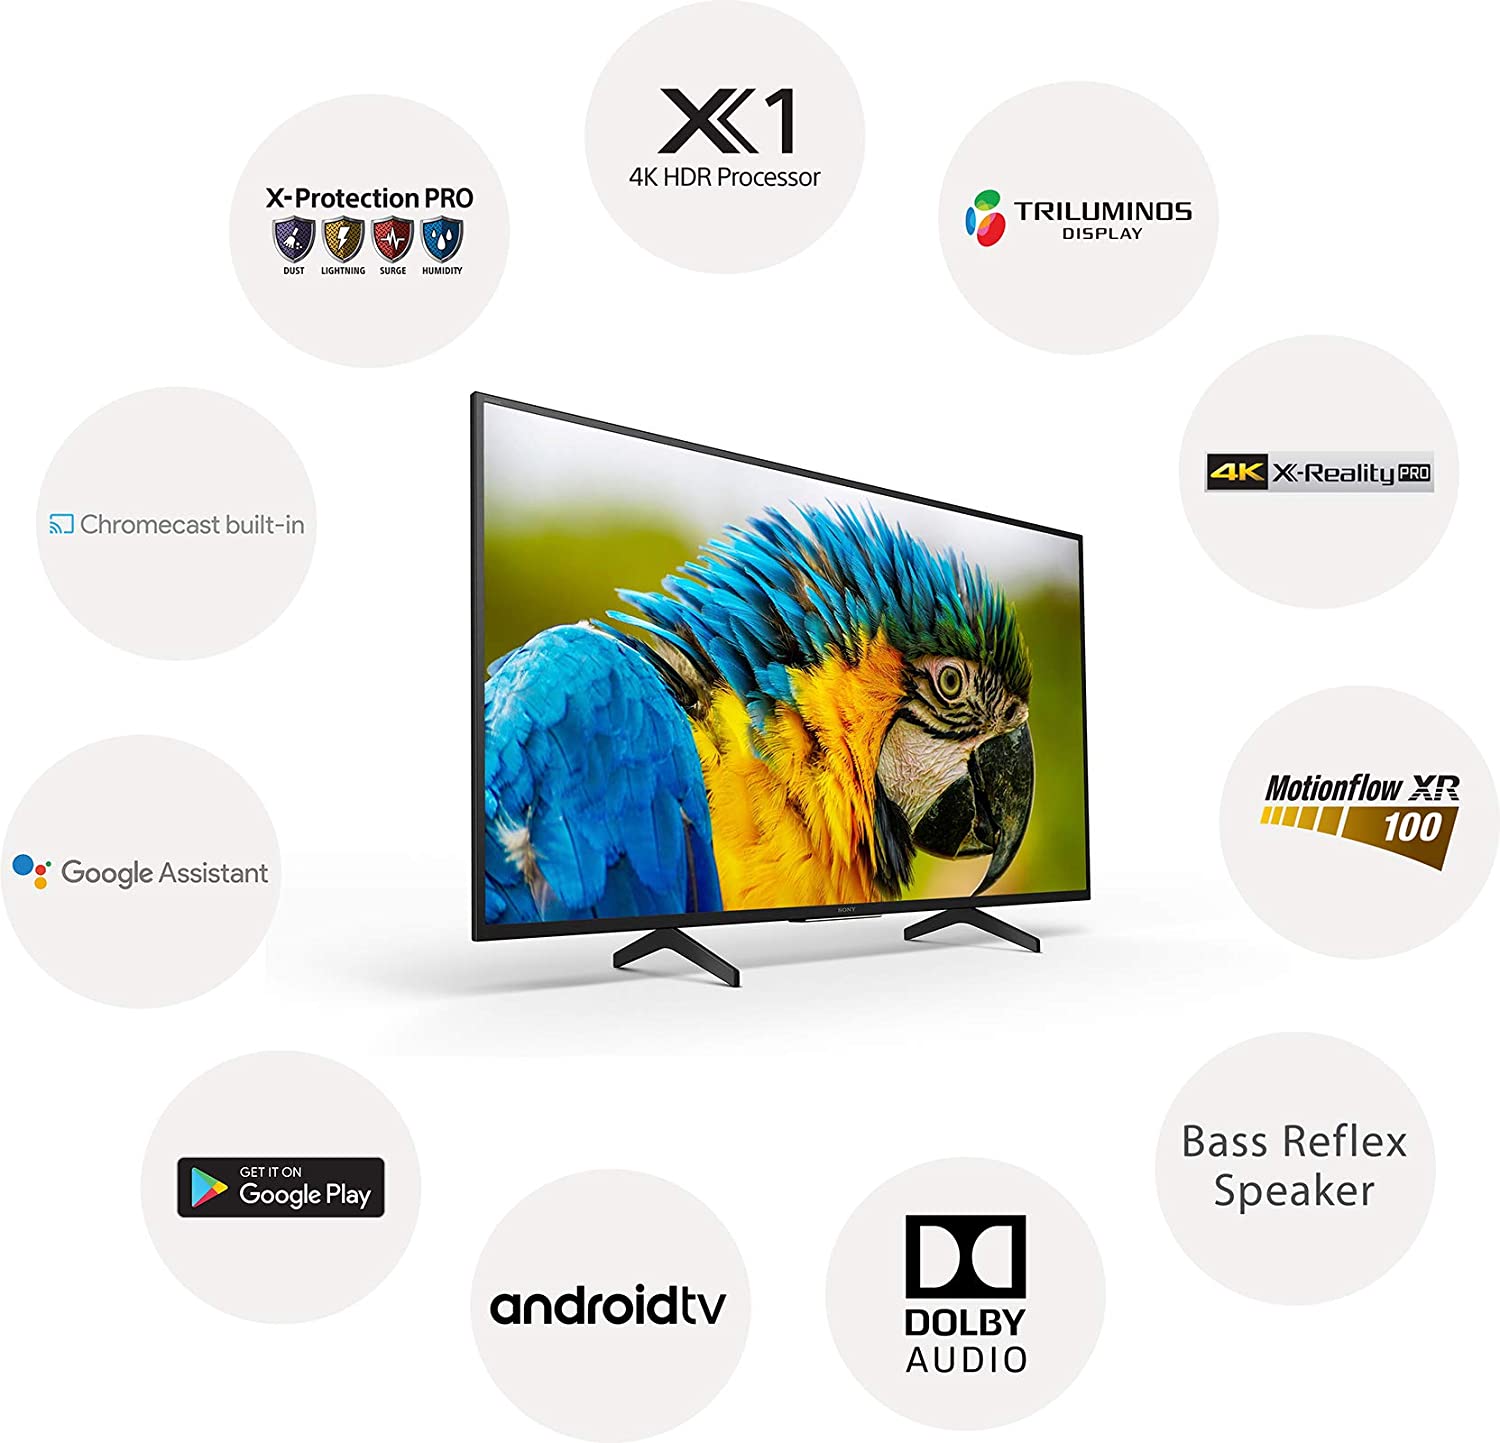 X1
4K HDR Processor
X-Protection PRO
DUST LIGHTNING SURGE HUMIDITY
TRILUMINOS
DISPLAY
Chromecast built-in
4K X-Reality PRO
Motionflow XR
100
Google Assistant
SONY
Bass Reflex
Speaker
GET IT ON
Google Play
androidtv
DOLBY
AUDIO